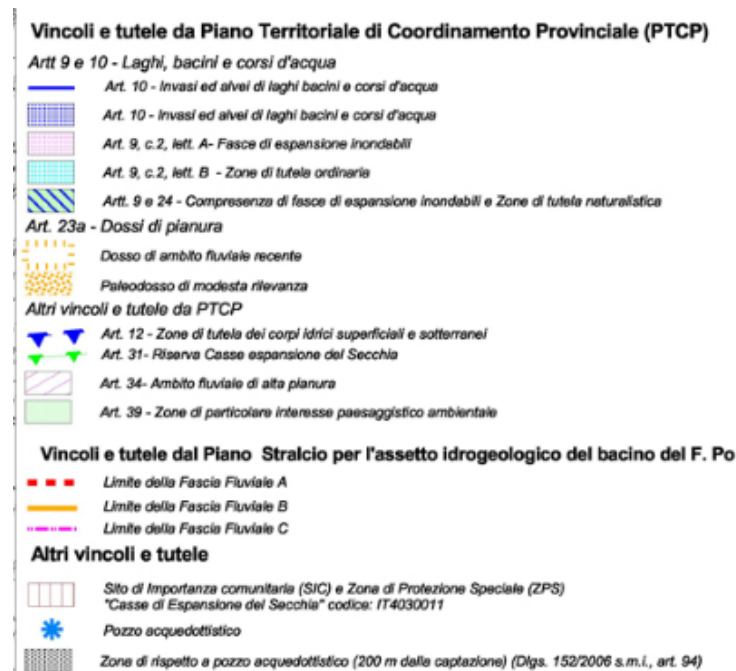 Vincoli e tutele da Piano Territoriale di Coordinamento Provinciale (PTCP)
Artt 9 e 10 - Laghi, bacini e corsi d'acqua
Art. 10 - Invasi ed alvei di laghi bacini e corsi d'acqua
Art. 10 - Invasi ed alvei di laghi bacini e corsi d'acqua
Art. 9, c.2, lett. A- Fasce di espansione inondabili
Art. 9, c.2, lett. B - Zone di tutela ordinaria
Artt. 9 e 24 - Compresenza di fasce di espansione inondabili e Zone di tutela naturalistica
Art. 23a - Dossi di pianura
Dosso di ambito fluviale recente
Paleodosso di modesta rilevanza
Altri vincoli e tutele da PTCP
Art. 12 - Zone di tutela dei corpi idrici superficiali e sotterranei
Art. 31- Riserva Casse espansione del Secchia
Art. 34- Ambito fluviale di alta pianura
Art. 39 - Zone di particolare interesse paesaggistico ambientale
Vincoli e tutele dal Piano Stralcio per l'assetto idrogeologico del bacino del F. Po
Limite della Fascia Fluviale A
Limite della Fascia Fluviale B
Limite della Fascia Fluviale C
Altri vincoli e tutele
Sito di Importanza comunitaria (SIC) e Zona di Protezione Speciale (ZPS)
"Casse di Espansione del Secchia" codice: IT4030011
Pozzo acquedottistico
Zona di rispetto a pozzo acquedottistico (200 m dalla captazione) (Dlgs. 152/2006 s.m.i., art. 94)